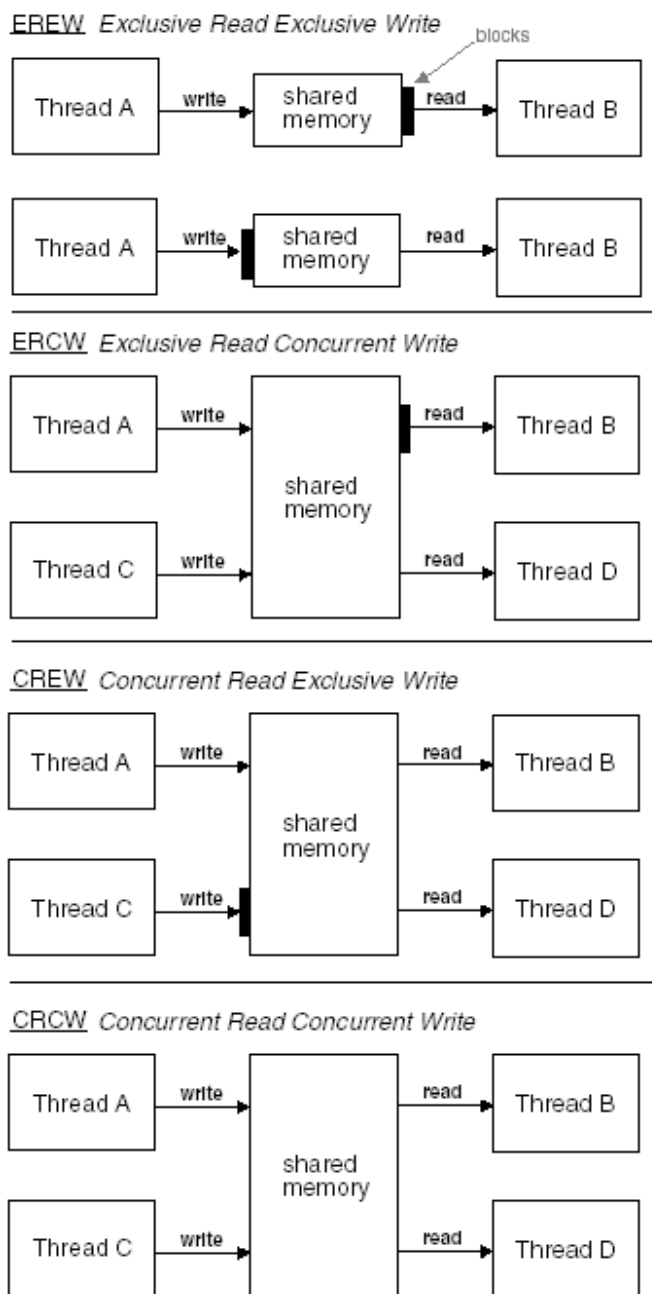 EREW Exclusive Read Exclusive Write
blocks
Thread A
write
shared
memory
read
Thread B
Thread A
write
shared
memory
read
Thread B
ERCW Exclusive Read Concurrent Write
Thread A
write
read
Thread B
shared
memory
Thread C
write
read
Thread D
CREW Concurrent Read Exclusive Write
Thread A
write
read
Thread B
shared
memory
Thread C
write
read
Thread D
CRCW Concurrent Read Concurrent Write
Thread A
write
read
Thread B
shared
memory
Thread C
write
read
Thread D